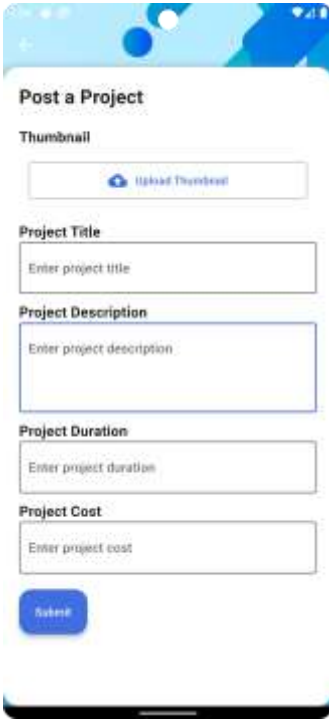 Post a Project
Thumbnail
Upload Thumbnail
Project Title
Enter project title
Project Description
Enter project description
Project Duration
Enter project duration
Project Cost
Enter project cost
Submit